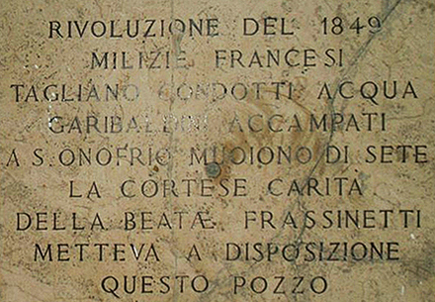 RIVOLUZIONE DEL 1849
MILIZIE FRANCESI
TAGLIANO CONDOTTI ACQUA
GARIBALDINI ACCAMPATI
A S. ONOFRIO MUOIONO DI SETE
LA CORTESE CARITA
DELLA BEATA FRASSINETTI
METTEVA A DISPOSIZIONE
QUESTO POZZO